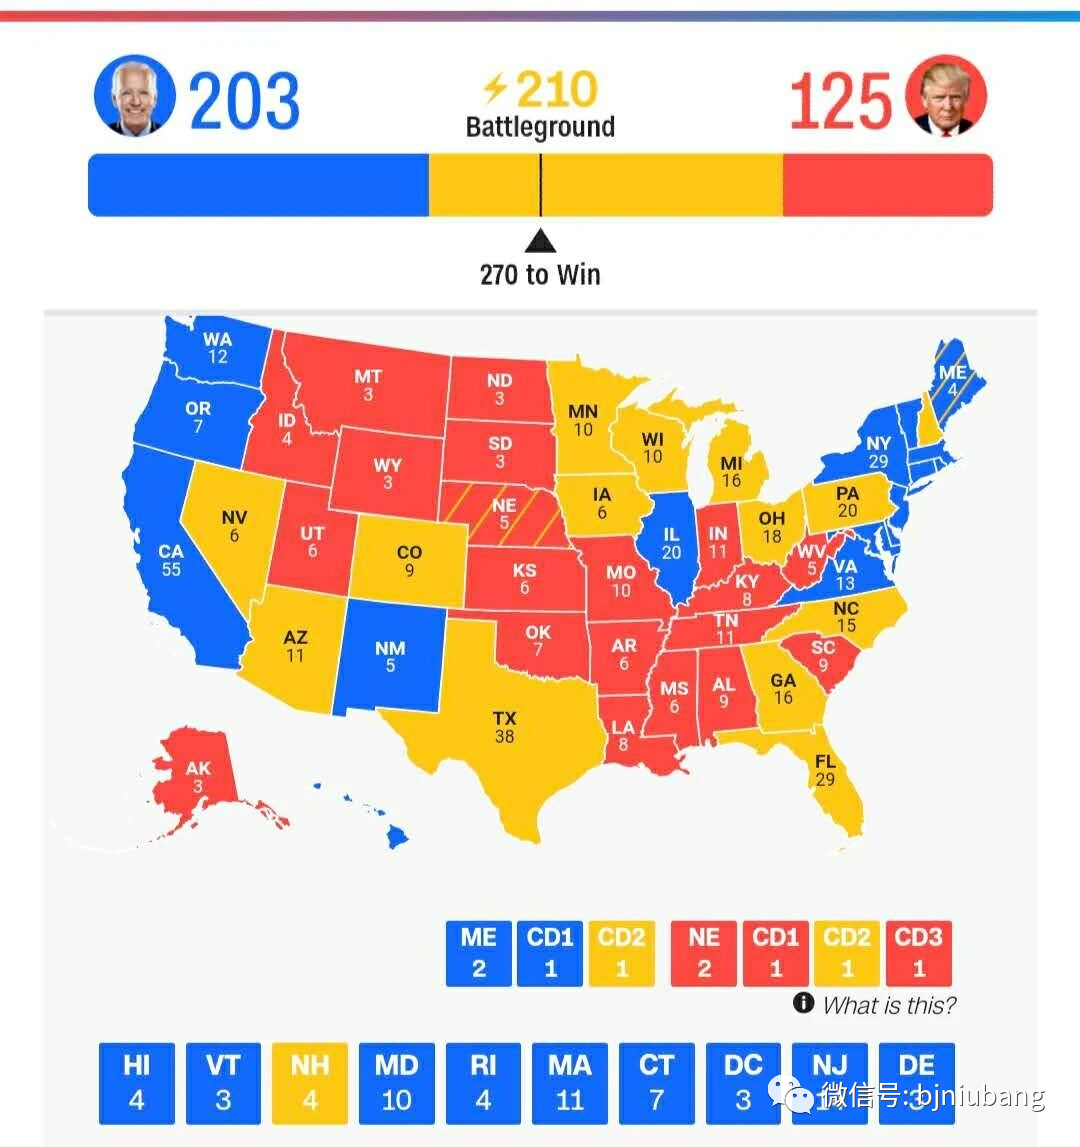 203
210
Battleground
125
270 to Win
WA
12
OR
7
CA
55
NV
6
ID
4
MT
3
WY
3
UT
6
AZ
11
CO
9
NM
5
ND
3
SD
3
NE
5
KS
6
OK
7
TX
38
MN
10
IA
6
MO
10
AR
6
LA
8
WI
10
IL
20
MI
16
IN
11
OH
18
KY
8
TN
11
MS
6
AL
9
GA
16
FL
29
SC
9
NC
15
VA
13
WV
5
PA
20
NY
29
ME
4
AK
3
ME CD1 CD2 NE CD1 CD2 CD3
2 1 1 2 1 1 1
What is this?
HI VT NH MD RI MA CT DC NJ DE
4 3 4 10 4 11 7 3 14 3
微信号: bjniubang